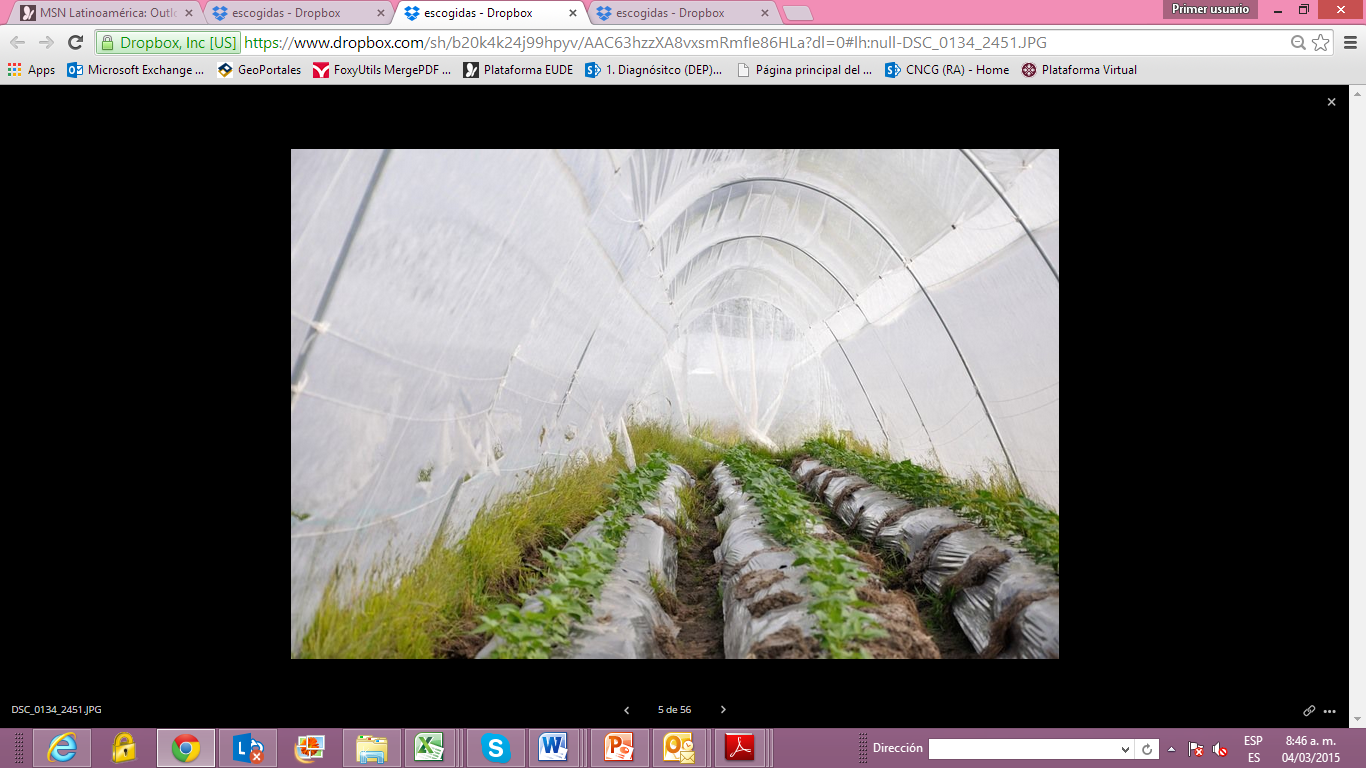 MSN Latinoamérica: Outl
escogidas - Dropbox
escogidas - Dropbox
escogidas - Dropbox
Primer usuario
Dropbox, Inc [US]
https://www.dropbox.com/sh/b20k4k24j99hpyv/AAC63hzzXA8vxsmRmfle86HLa?dl=0#lh:null-DSC_0134_2451.JPG
Apps
Microsoft Exchange ...
GeoPortales
FoxyUtils MergePDF ...
Plataforma EUDE
1. Diagnósitco (DEP)...
Página principal del ...
CNCG (RA) - Home
Plataforma Virtual
DSC_0134_2451.JPG
5 de 56
Dirección
ESP
ES
8:46 a. m.
04/03/2015